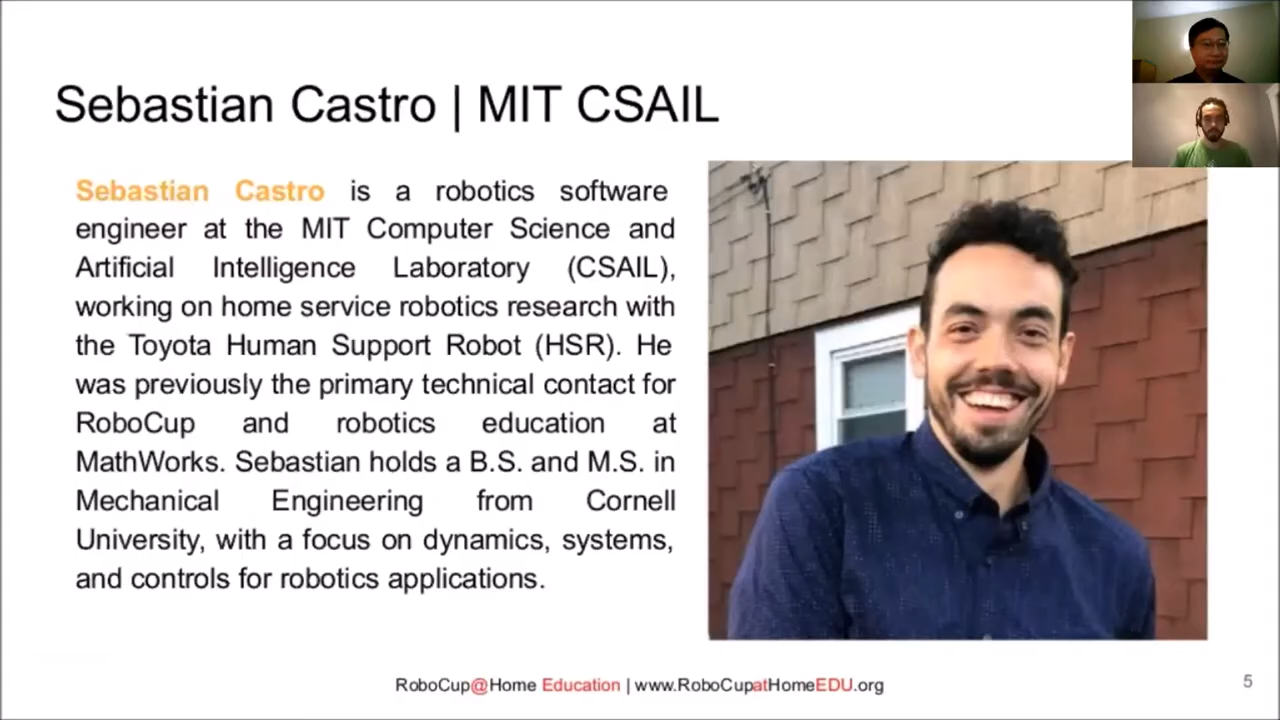 Sebastian Castro | MIT CSAIL
Sebastian Castro is a robotics software
engineer at the MIT Computer Science and
Artificial Intelligence Laboratory (CSAIL),
working on home service robotics research with
the Toyota Human Support Robot (HSR). He
was previously the primary technical contact for
RoboCup and robotics education at
MathWorks. Sebastian holds a B.S. and M.S. in
Mechanical Engineering from Cornell
University, with a focus on dynamics, systems,
and controls for robotics applications.
RoboCup@Home Education | www.RoboCupatHomeEDU.org
5